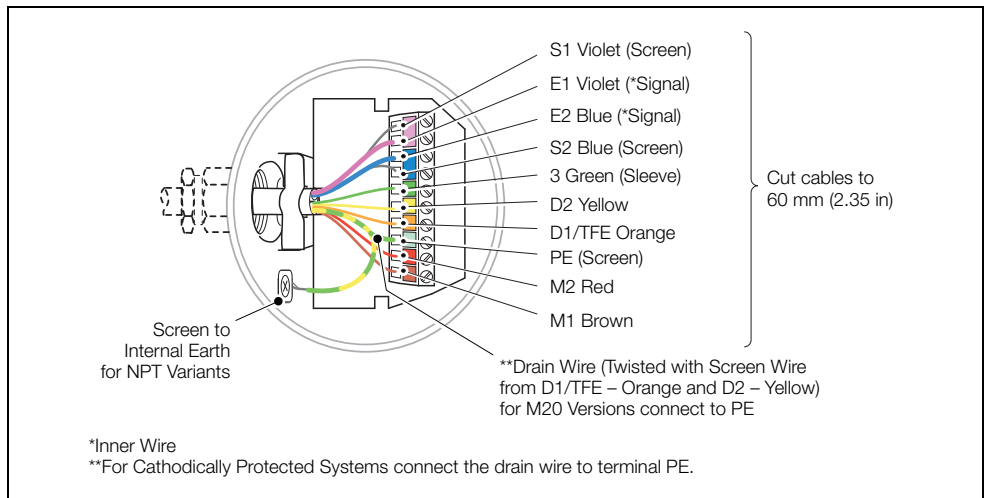 S1 Violet (Screen)
E1 Violet (*Signal)
E2 Blue (*Signal)
S2 Blue (Screen)
3 Green (Sleeve)
D2 Yellow
D1/TFE Orange
PE (Screen)
M2 Red
M1 Brown
Cut cables to
60 mm (2.35 in)
Screen to
Internal Earth
for NPT Variants
**Drain Wire (Twisted with Screen Wire
from D1/TFE – Orange and D2 – Yellow)
for M20 Versions connect to PE
*Inner Wire
**For Cathodically Protected Systems connect the drain wire to terminal PE.